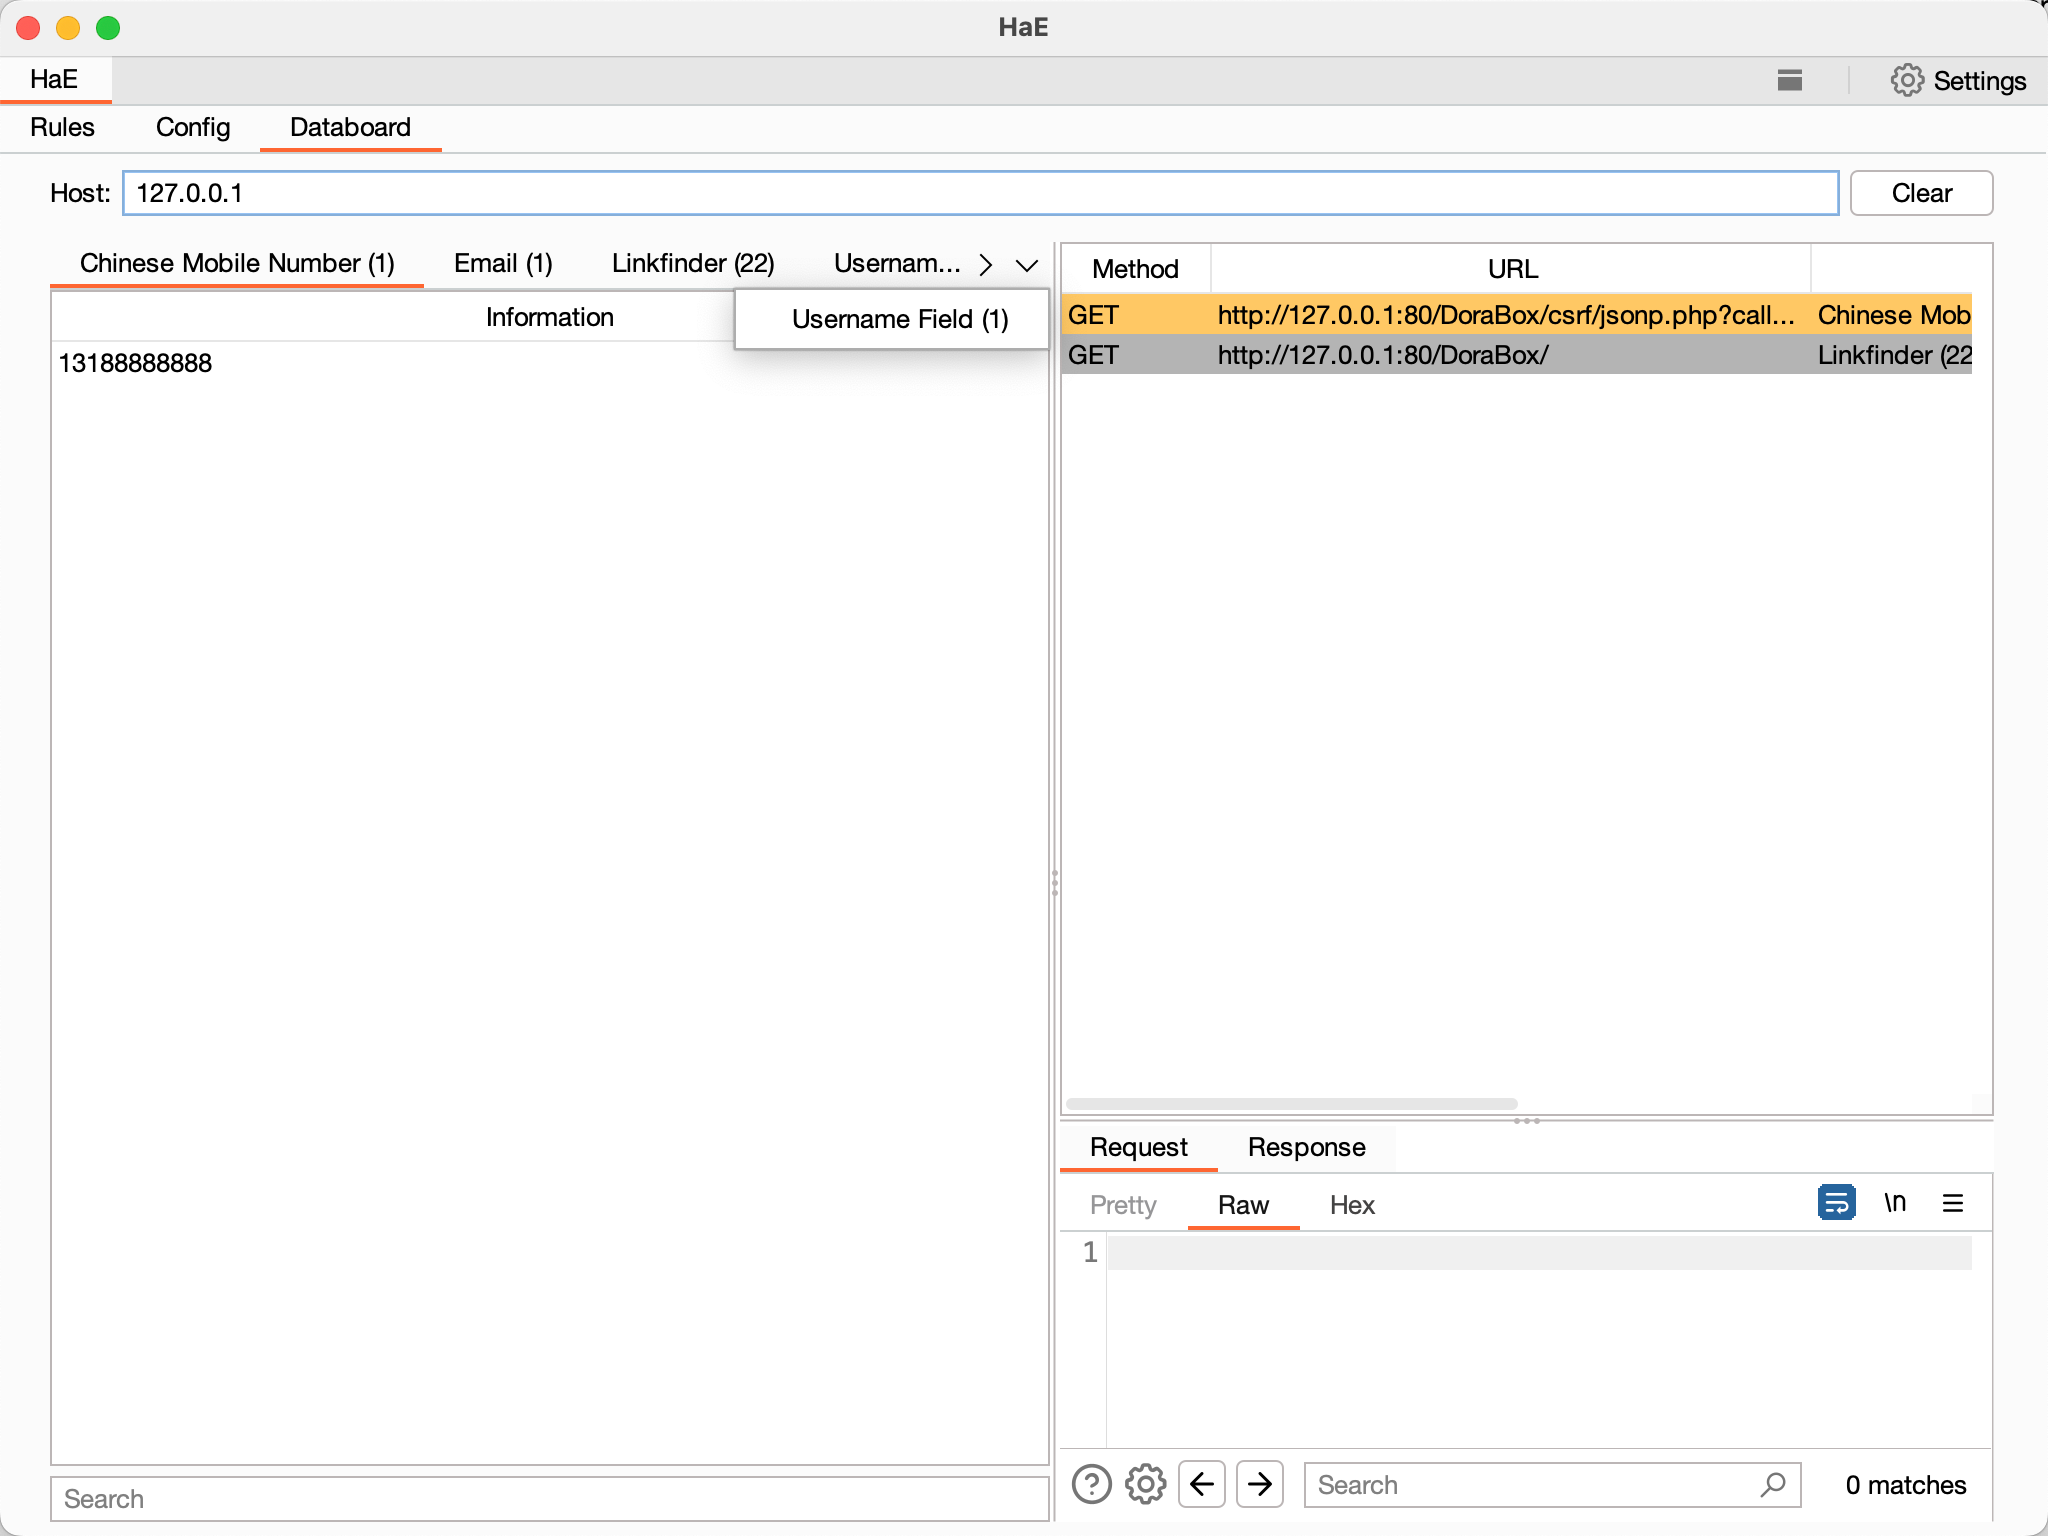 HaE
HaE Settings
Rules Config Databoard
Host: 127.0.0.1 Clear
Chinese Mobile Number (1) Email (1) Linkfinder (22) Usernam...
Username Field (1)
Information
13188888888
Search
Method URL
GET http://127.0.0.1:80/DoraBox/csrf/jsonp.php?call... Chinese Mob
GET http://127.0.0.1:80/DoraBox/ Linkfinder (22
Request Response
Pretty Raw Hex \n
1
Search 0 matches